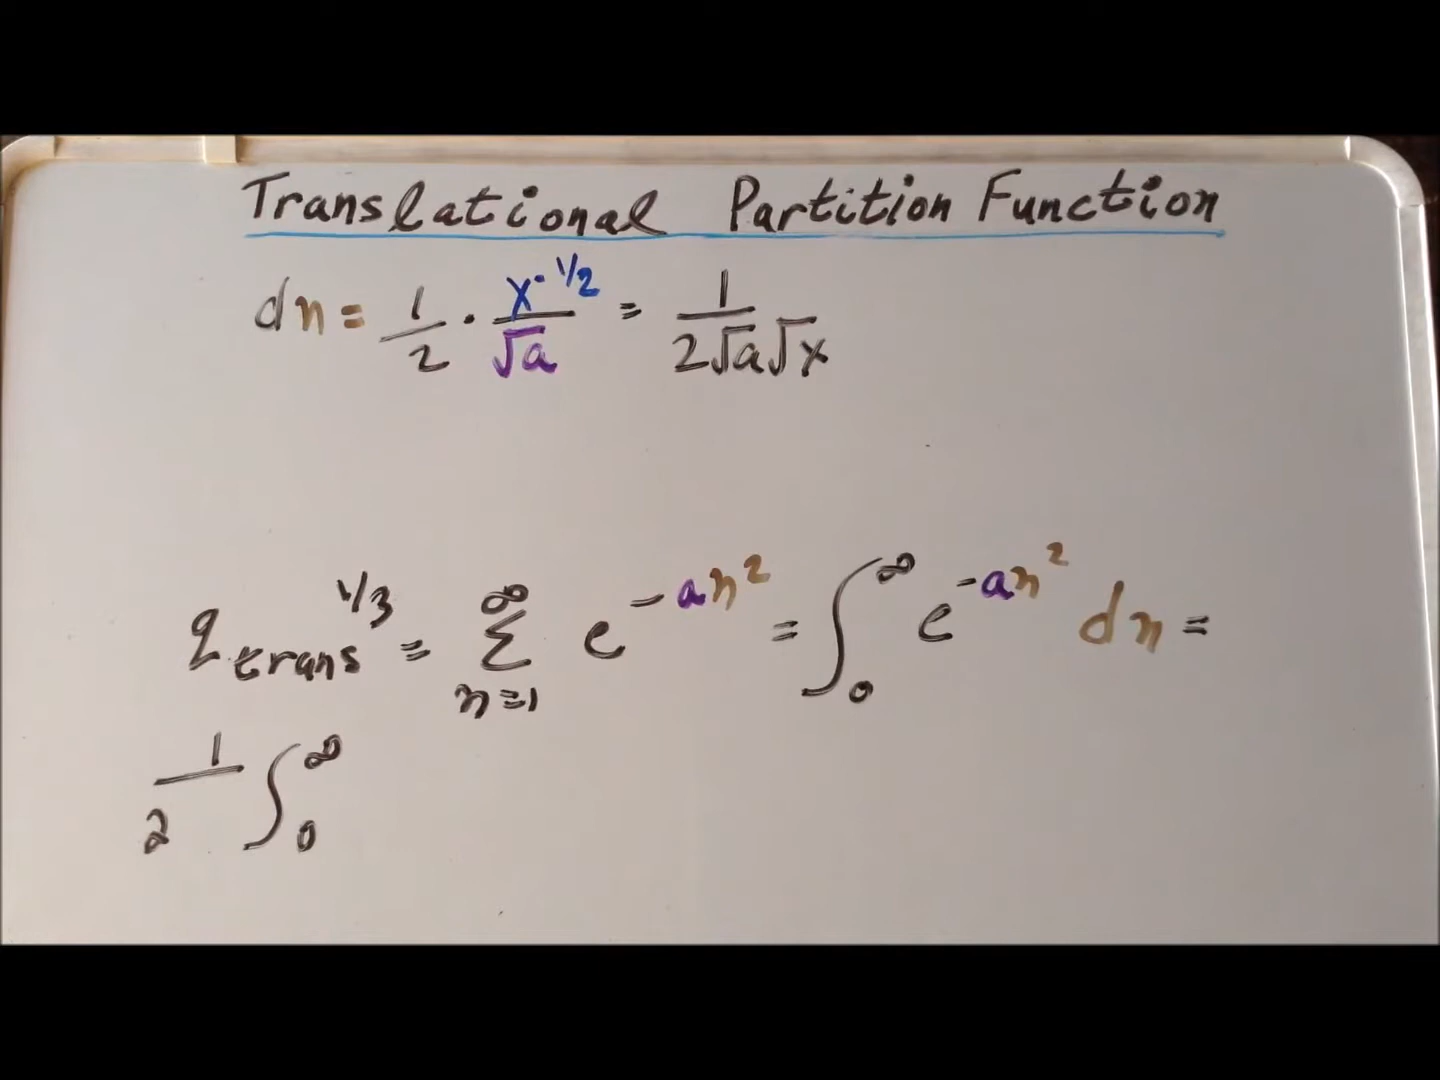 Translational Partition Function
dn = 1/2 · x^-1/2 / √a = 1 / 2√a√x
q_trans^1/3 = ∞ Σ n=1 e^-an² = ∫_0^∞ e^-an² dn =
1/2 ∫_0^∞